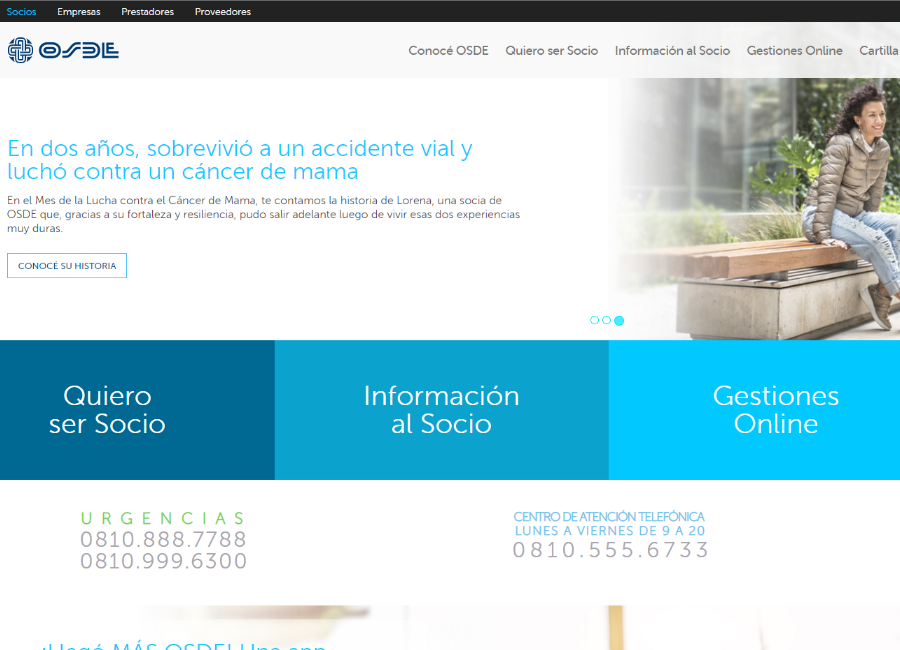 Socios Empresas Prestadores Proveedores
OSDE
Conocé OSDE Quiero ser Socio Información al Socio Gestiones Online Cartilla
En dos años, sobrevivió a un accidente vial y
luchó contra un cáncer de mama
En el Mes de la Lucha contra el Cáncer de Mama, te contamos la historia de Lorena, una socia de
OSDE que, gracias a su fortaleza y resiliencia, pudo salir adelante luego de vivir esas dos experiencias
muy duras.
CONOCÉ SU HISTORIA
Quiero
ser Socio
Información
al Socio
Gestiones
Online
URGENCIAS
0810.888.7788
0810.999.6300
CENTRO DE ATENCIÓN TELEFÓNICA
LUNES A VIERNES DE 9 A 20
0810.555.6733
¡Llegó MÁS OSDE! Una app